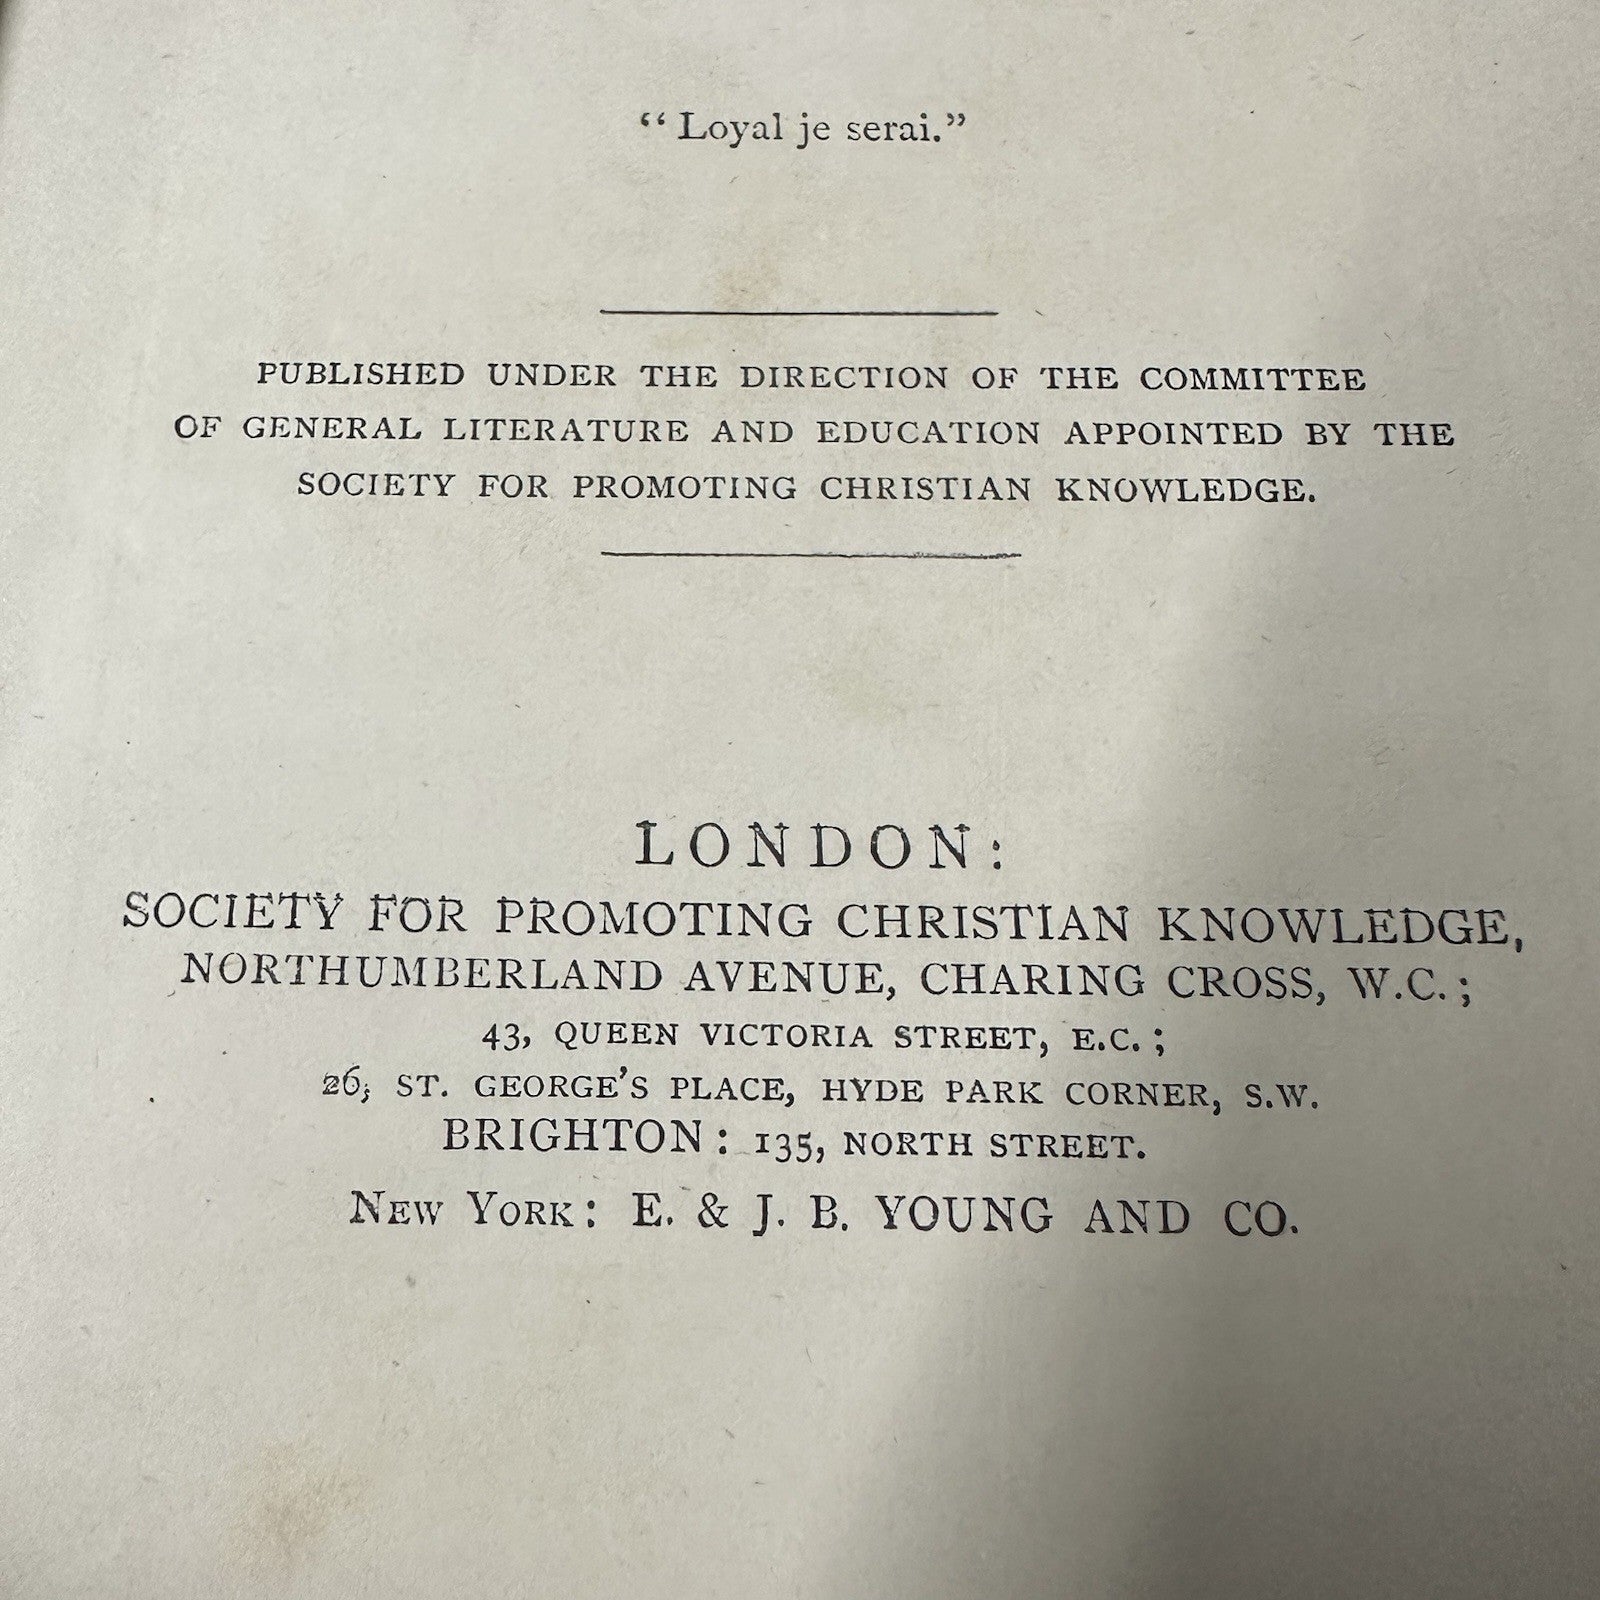 “Loyal je serai.”
PUBLISHED UNDER THE DIRECTION OF THE COMMITTEE
OF GENERAL LITERATURE AND EDUCATION APPOINTED BY THE
SOCIETY FOR PROMOTING CHRISTIAN KNOWLEDGE.
LONDON:
SOCIETY FOR PROMOTING CHRISTIAN KNOWLEDGE,
NORTHUMBERLAND AVENUE, CHARING CROSS, W.C.;
43, QUEEN VICTORIA STREET, E.C.;
26, ST. GEORGE’S PLACE, HYDE PARK CORNER, S.W.
BRIGHTON: 135, NORTH STREET.
NEW YORK: E. & J. B. YOUNG AND CO.